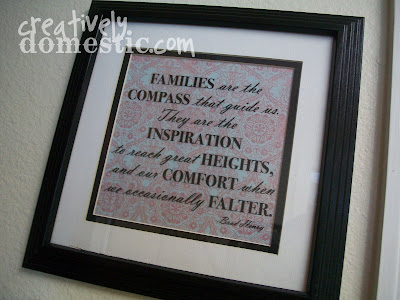 creatively
domestic.com
FAMILIES are the
COMPASS that guide us.
They are the
INSPIRATION
to reach great HEIGHTS,
and our COMFORT when
we occasionally FALTER.
-Brad Henry